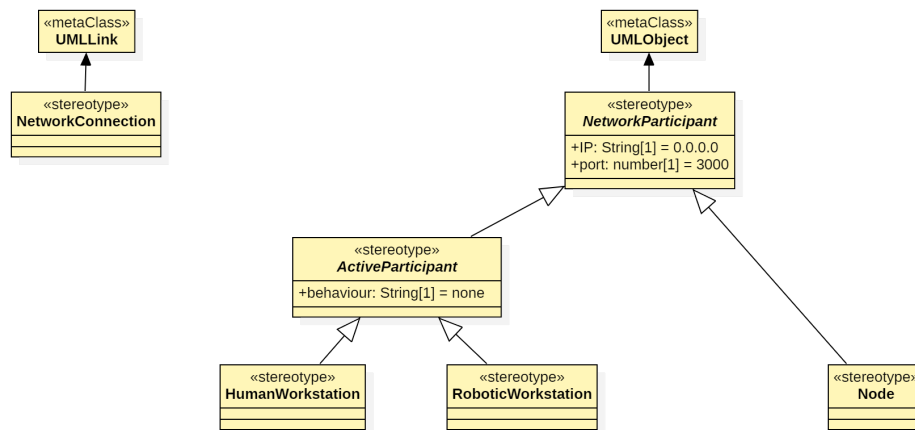 «metaClass»
UMLLink
«metaClass»
UMLObject
«stereotype»
NetworkConnection
«stereotype»
NetworkParticipant
+IP: String[1] = 0.0.0.0
+port: number[1] = 3000
«stereotype»
ActiveParticipant
+behaviour: String[1] = none
«stereotype»
HumanWorkstation
«stereotype»
RoboticWorkstation
«stereotype»
Node